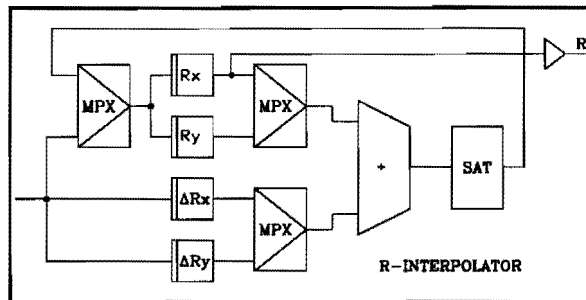 R
Rx
MPX
MPX
Ry
+
SAT
ΔRx
MPX
ΔRy
R-INTERPOLATOR